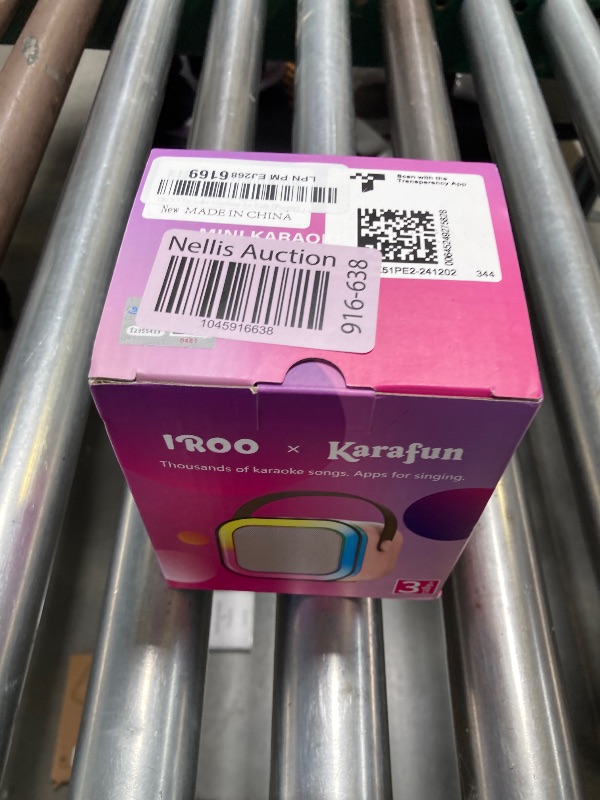 LPN PM EJ268 6169
New MADE IN CHINA
Scan with the
Transparency App
MINI KARAO
Nellis Auction
1045916638
916-638
51PE2-241202
344
IROO × Karafun
Thousands of karaoke songs. Apps for singing.
3